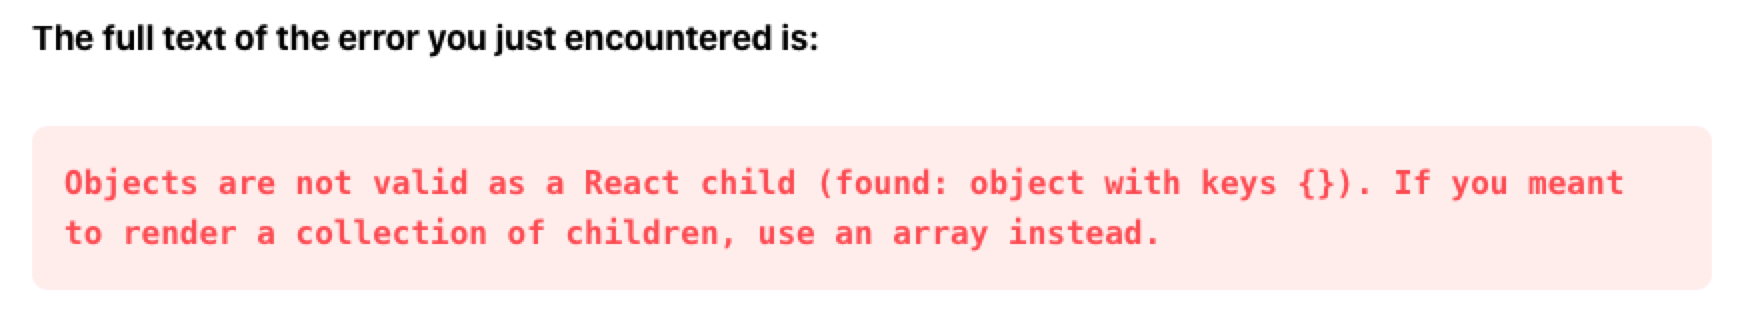 The full text of the error you just encountered is:
Objects are not valid as a React child (found: object with keys {}). If you meant
to render a collection of children, use an array instead.